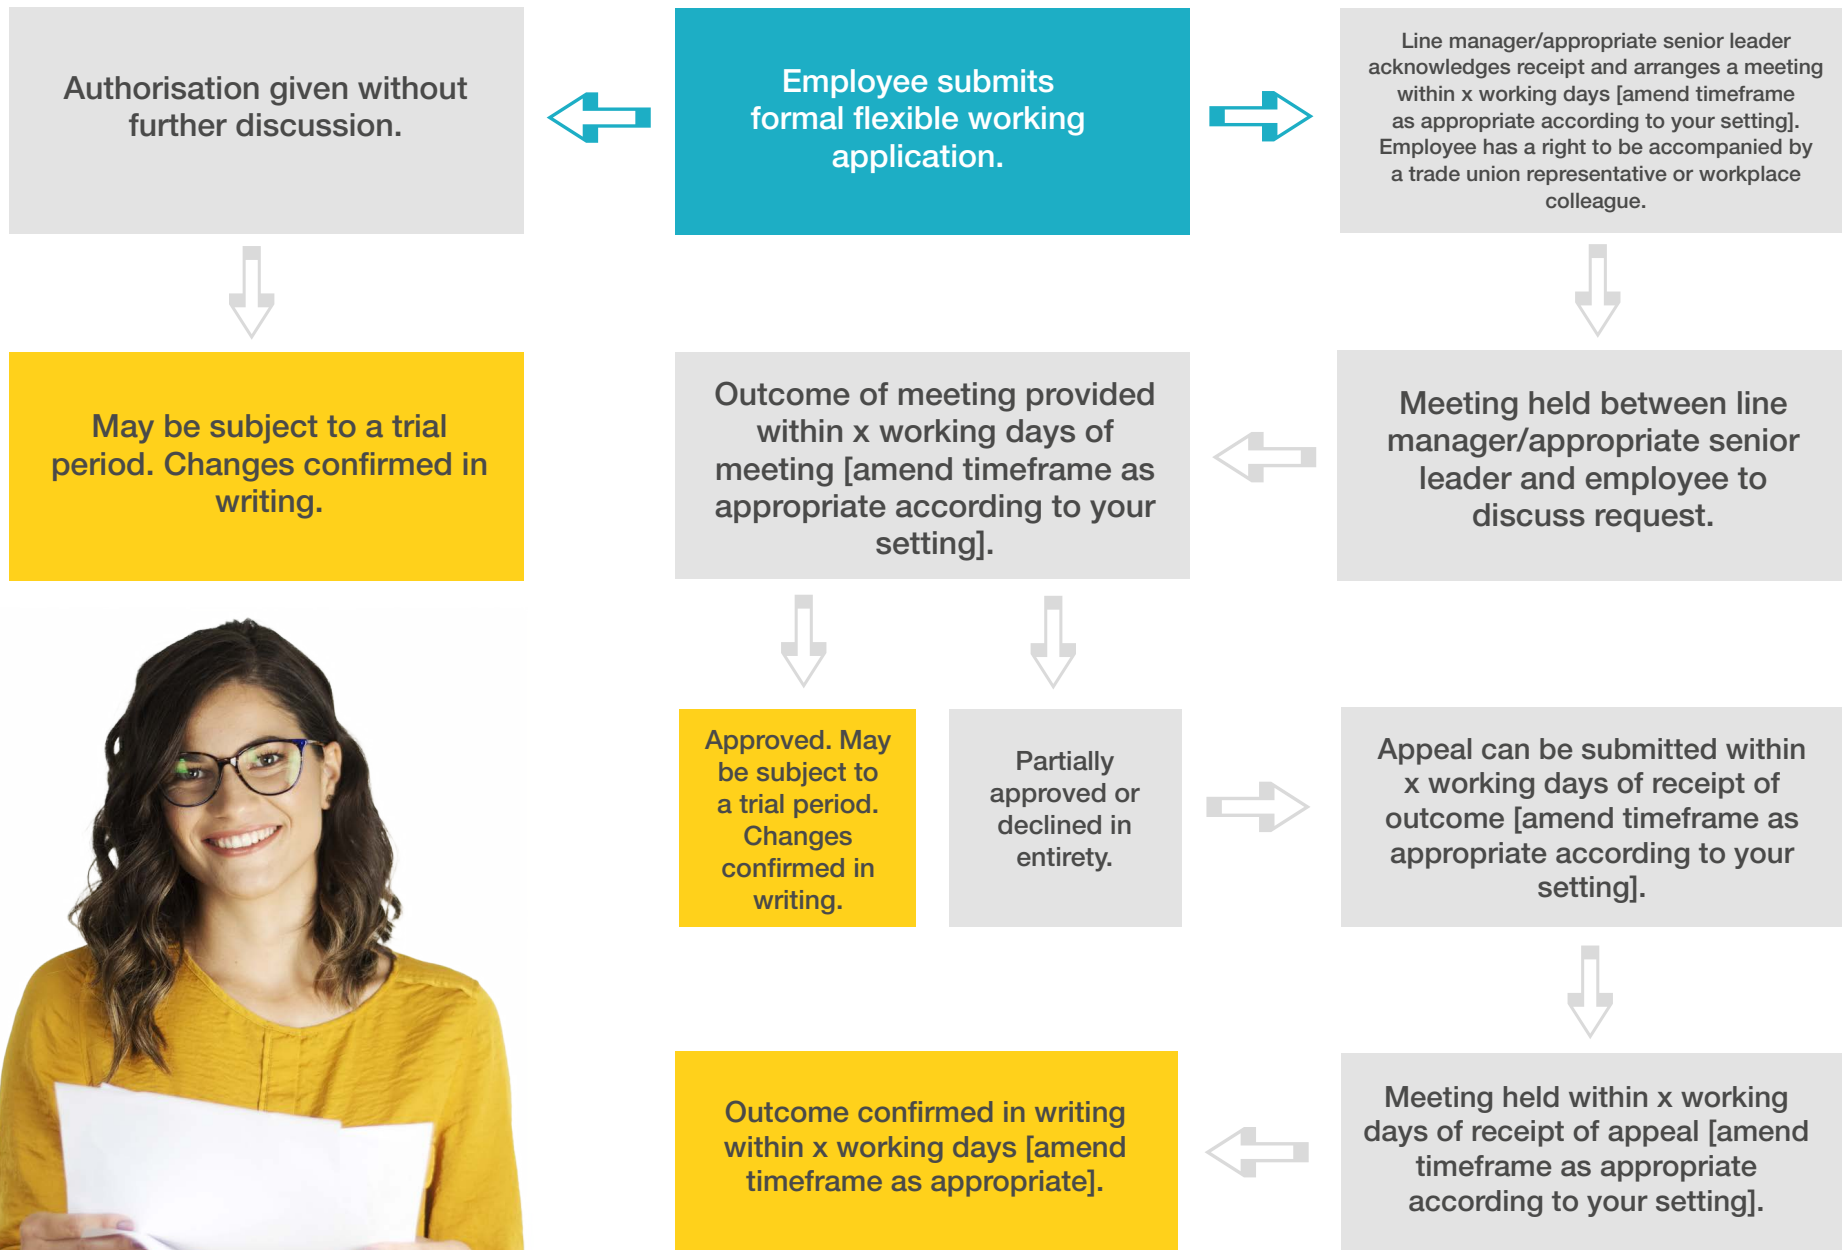 Authorisation given without
further discussion.
Employee submits
formal flexible working
application.
Line manager/appropriate senior leader
acknowledges receipt and arranges a meeting
within x working days [amend timeframe
as appropriate according to your setting].
Employee has a right to be accompanied by
a trade union representative or workplace
colleague.
May be subject to a trial
period. Changes confirmed in
writing.
Outcome of meeting provided
within x working days of
meeting [amend timeframe as
appropriate according to your
setting].
Meeting held between line
manager/appropriate senior
leader and employee to
discuss request.
Approved. May
be subject to
a trial period.
Changes
confirmed in
writing.
Partially
approved or
declined in
entirety.
Appeal can be submitted within
x working days of receipt of
outcome [amend timeframe as
appropriate according to your
setting].
Outcome confirmed in writing
within x working days [amend
timeframe as appropriate].
Meeting held within x working
days of receipt of appeal [amend
timeframe as appropriate
according to your setting].